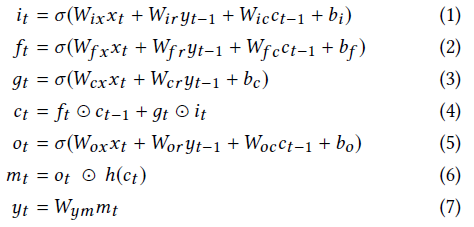 i_t = σ(W_{ix}x_t + W_{ir}y_{t−1} + W_{ic}c_{t−1} + b_i) (1)
f_t = σ(W_{fx}x_t + W_{fr}y_{t−1} + W_{fc}c_{t−1} + b_f) (2)
g_t = σ(W_{cx}x_t + W_{cr}y_{t−1} + b_c) (3)
c_t = f_t ⊙ c_{t−1} + g_t ⊙ i_t (4)
o_t = σ(W_{ox}x_t + W_{or}y_{t−1} + W_{oc}c_{t−1} + b_o) (5)
m_t = o_t ⊙ h(c_t) (6)
y_t = W_{ym}m_t (7)